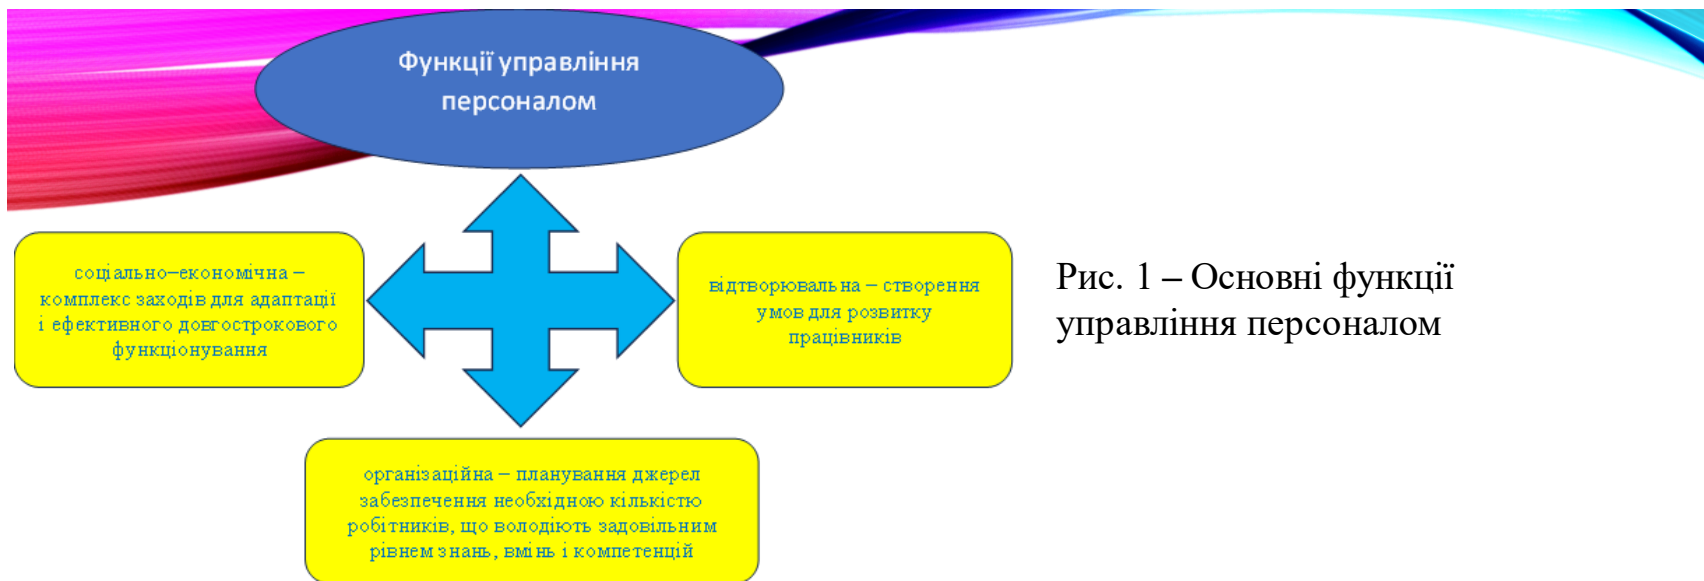 Функції управління
персоналом
соціально–економічна –
комплекс заходів для адаптації
і ефективного довгострокового
функціонування
відтворювальна – створення
умов для розвитку
працівників
Рис. 1 – Основні функції
управління персоналом
організаційна – планування джерел
забезпечення необхідною кількістю
робітників, що володіють задовільним
рівнем знань, вмінь і компетенцій